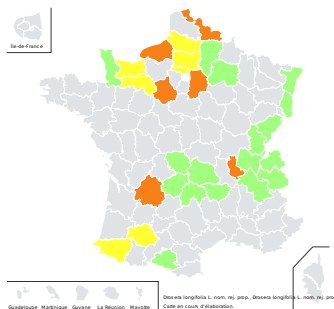 Île-de-France
Guadeloupe Martinique Guyane La Réunion Mayotte
Drosera longifolia L. nom. rej. prop., Drosera longifolia L. nom. rej. prop.
Carte en cours d'élaboration.